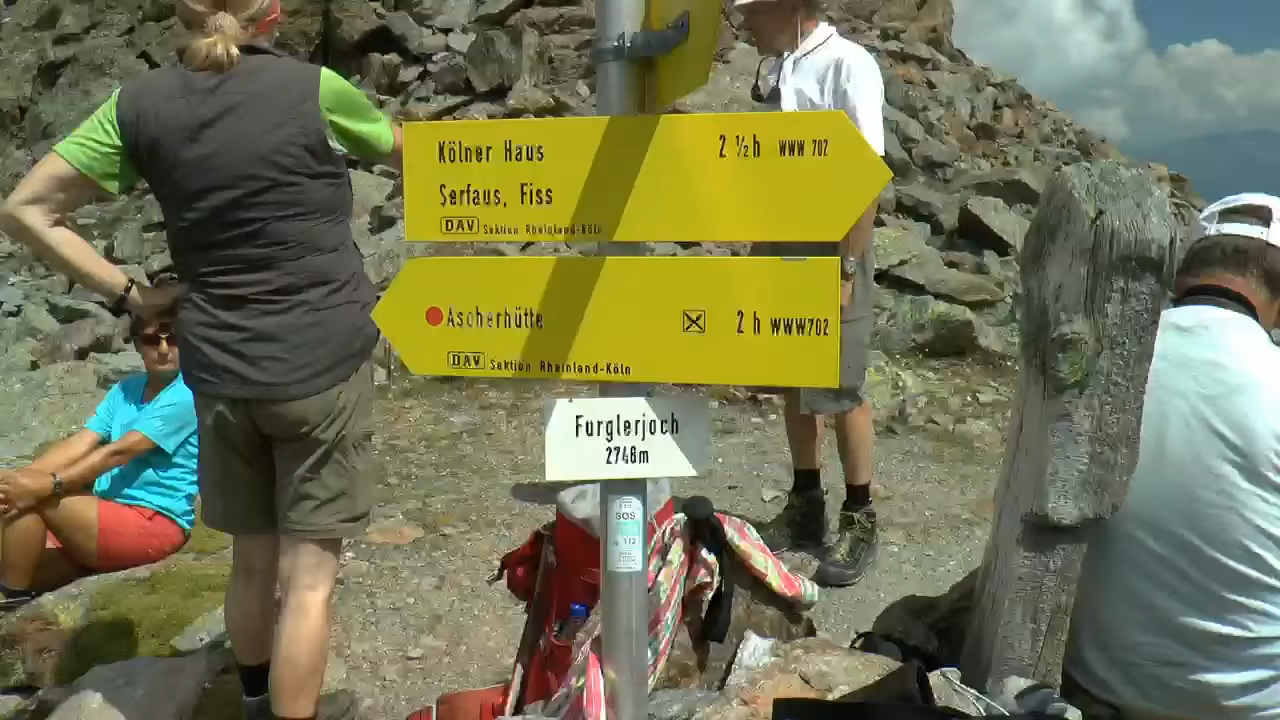 Kölner Haus 2 ½ h WWW 702
Serfaus, Fiss
DAV Sektion Rheinland-Köln
Ascherhütte 2 h WWW702
DAV Sektion Rheinland-Köln
Furglerjoch
2748m
SOS
112